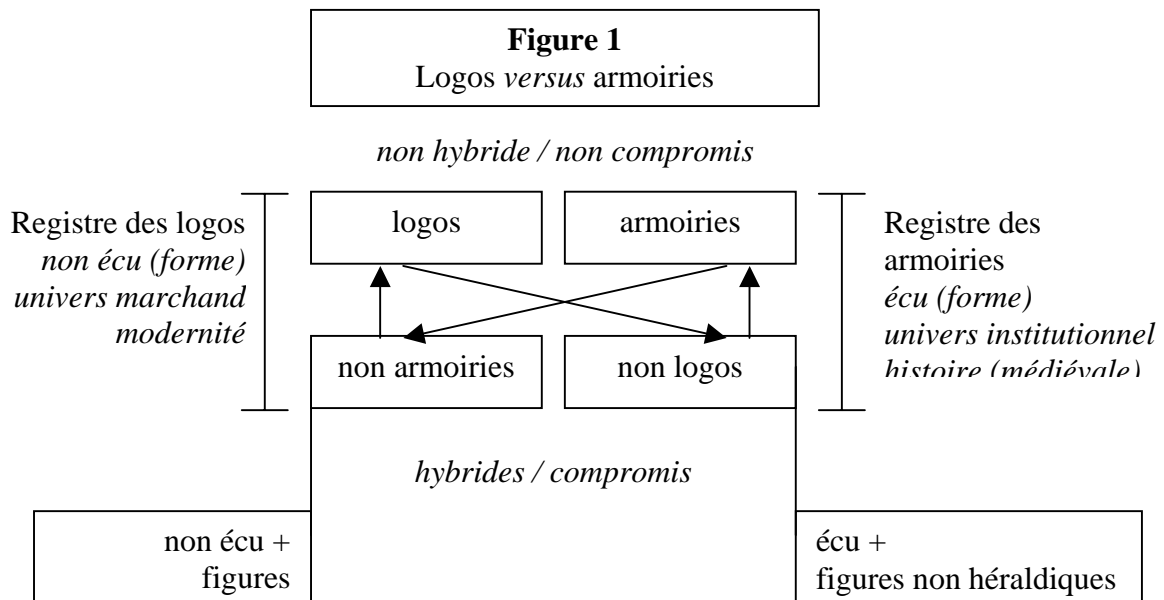 Figure 1
Logos versus armoiries
non hybride / non compromis
Registre des logos
non écu (forme)
univers marchand
modernité
logos
armoiries
non armoiries
non logos
Registre des
armoiries
écu (forme)
univers institutionnel
histoire (médiévale)
hybrides / compromis
non écu +
figures
écu +
figures non héraldiques